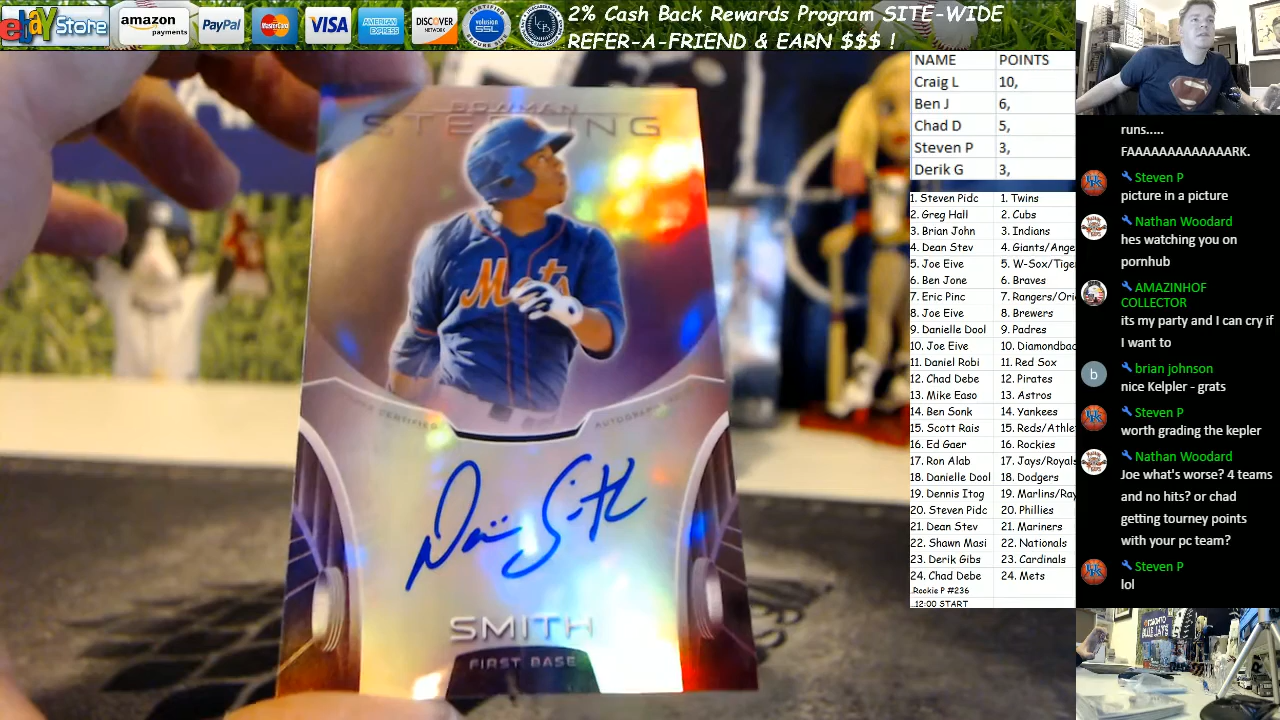 ebay Store
amazon
payments
PayPal
MasterCard
VISA
AMERICAN
EXPRESS
DISCOVER
NETWORK
CERTIFIED
volusion
SSL
SECURE SITE
2% Cash Back Rewards Program SITE-WIDE
REFER-A-FRIEND & EARN $$$ !
BOWMAN
STERLING
Mets
CERTIFIED
AUTOGRAPH
SMITH
FIRST BASE
NAME POINTS
Craig L 10,
Ben J 6,
Chad D 5,
Steven P 3,
Derik G 3,
1. Steven Pidc 1. Twins
2. Greg Hall 2. Cubs
3. Brian John 3. Indians
4. Dean Stev 4. Giants/Ange
5. Joe Eive 5. W-Sox/Tige
6. Ben Jone 6. Braves
7. Eric Pinc 7. Rangers/Ori
8. Joe Eive 8. Brewers
9. Danielle Dool 9. Padres
10. Joe Eive 10. Diamondbac
11. Daniel Robi 11. Red Sox
12. Chad Debe 12. Pirates
13. Mike Easo 13. Astros
14. Ben Sonk 14. Yankees
15. Scott Rais 15. Reds/Athle
16. Ed Gaer 16. Rockies
17. Ron Alab 17. Jays/Royals
18. Danielle Dool 18. Dodgers
19. Dennis Itog 19. Marlins/Ray
20. Steven Pidc 20. Phillies
21. Dean Stev 21. Mariners
22. Shawn Masi 22. Nationals
23. Derik Gibs 23. Cardinals
24. Chad Debe 24. Mets
.Rookie P #236
..12:00 START
runs.....
FAAAAAAAAAAAAARK.
Steven P
picture in a picture
Nathan Woodard
hes watching you on
pornhub
AMAZINHOF
COLLECTOR
its my party and I can cry if
I want to
b brian johnson
nice Kelpler - grats
Steven P
worth grading the kepler
Nathan Woodard
Joe what's worse? 4 teams
and no hits? or chad
getting tourney points
with your pc team?
Steven P
lol
TORONTO
BLUE JAYS